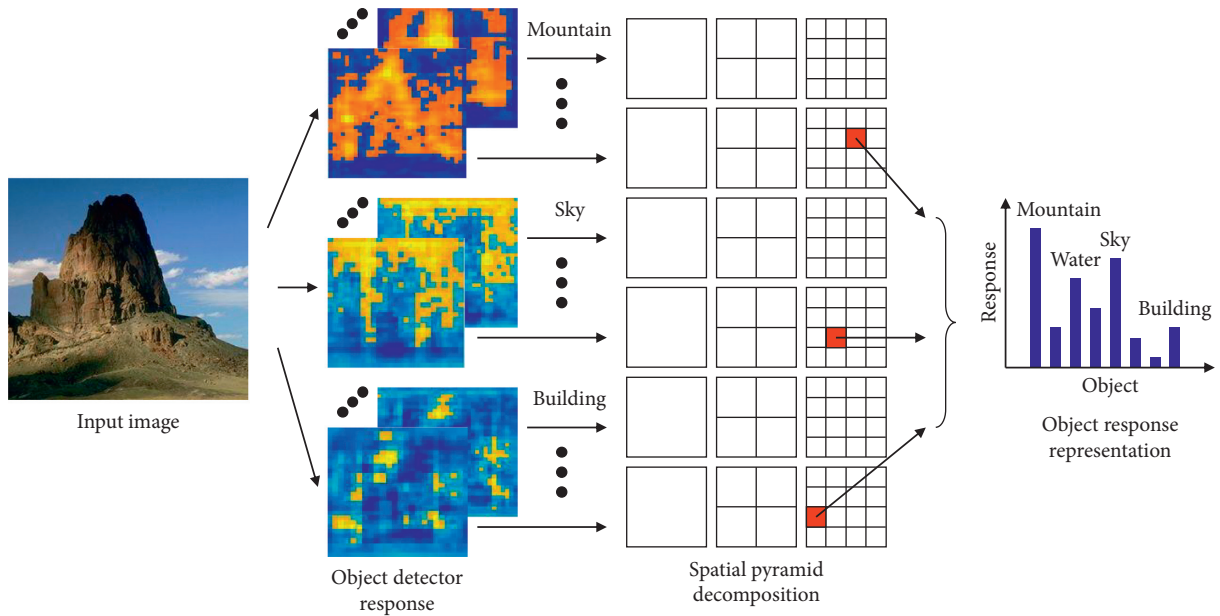 Mountain
Sky
Building
Input image
Object detector
response
Spatial pyramid
decomposition
Response
Mountain
Water
Sky
Building
Object
Object response
representation